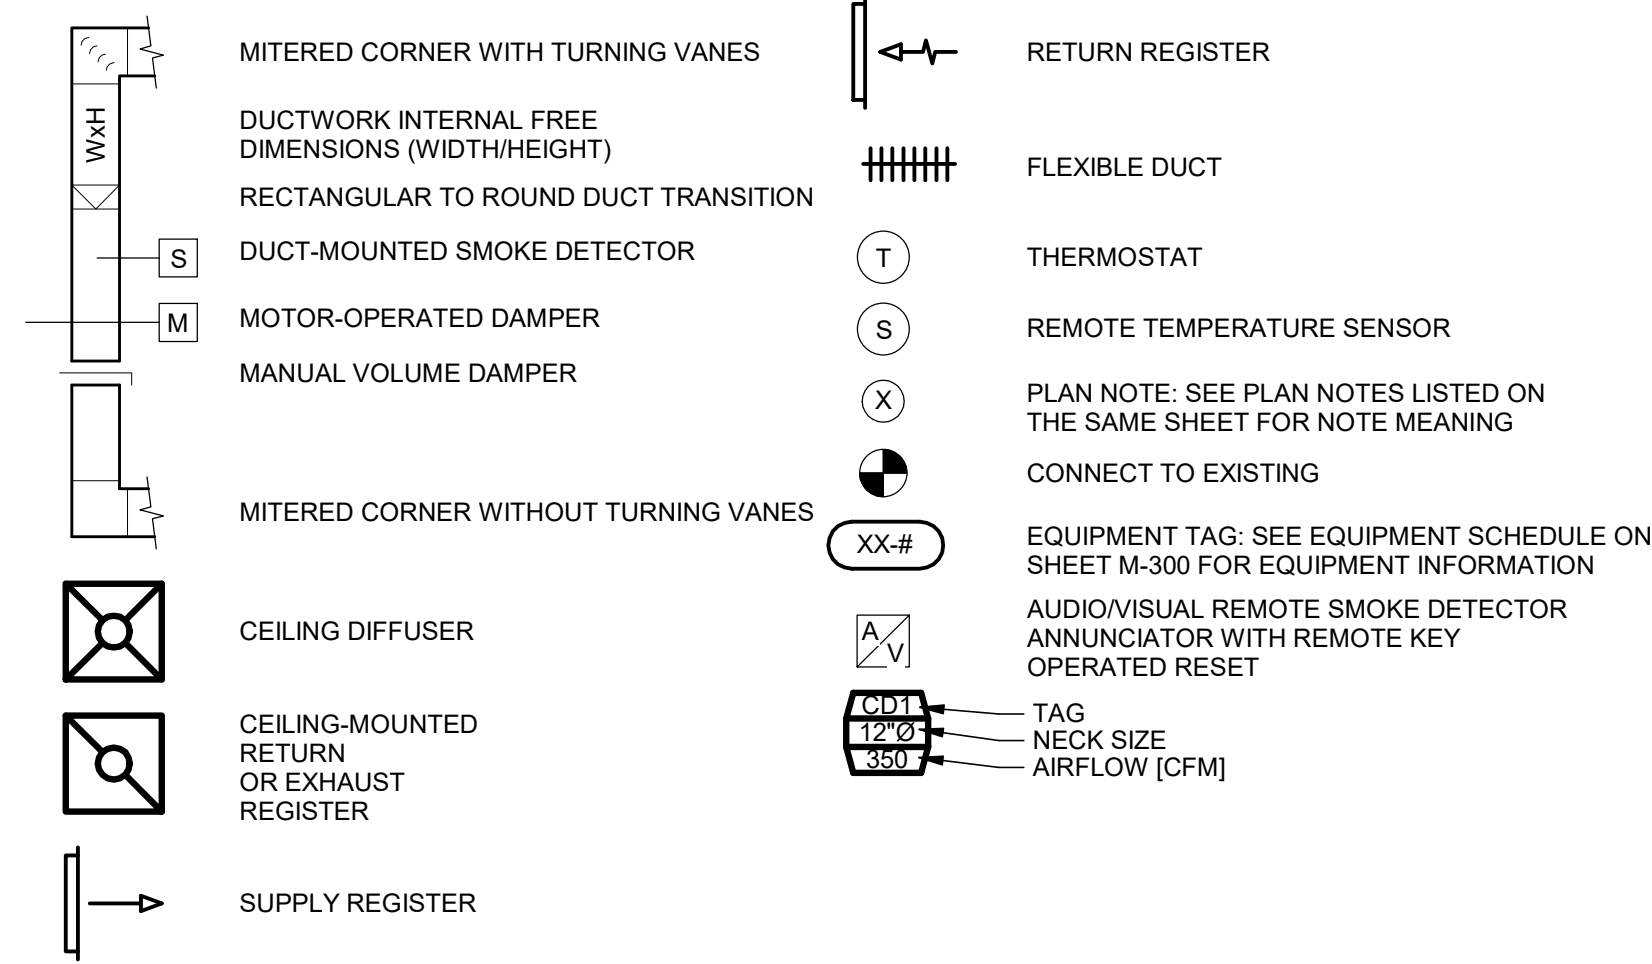 MITERED CORNER WITH TURNING VANES
WxH
DUCTWORK INTERNAL FREE
DIMENSIONS (WIDTH/HEIGHT)
RECTANGULAR TO ROUND DUCT TRANSITION
S
DUCT-MOUNTED SMOKE DETECTOR
M
MOTOR-OPERATED DAMPER
MANUAL VOLUME DAMPER
MITERED CORNER WITHOUT TURNING VANES
CEILING DIFFUSER
CEILING-MOUNTED
RETURN
OR EXHAUST
REGISTER
SUPPLY REGISTER
RETURN REGISTER
FLEXIBLE DUCT
T
THERMOSTAT
S
REMOTE TEMPERATURE SENSOR
X
PLAN NOTE: SEE PLAN NOTES LISTED ON
THE SAME SHEET FOR NOTE MEANING
CONNECT TO EXISTING
XX-#
EQUIPMENT TAG: SEE EQUIPMENT SCHEDULE ON
SHEET M-300 FOR EQUIPMENT INFORMATION
A/V
AUDIO/VISUAL REMOTE SMOKE DETECTOR
ANNUNCIATOR WITH REMOTE KEY
OPERATED RESET
CD1
TAG
12"Ø
NECK SIZE
350
AIRFLOW [CFM]